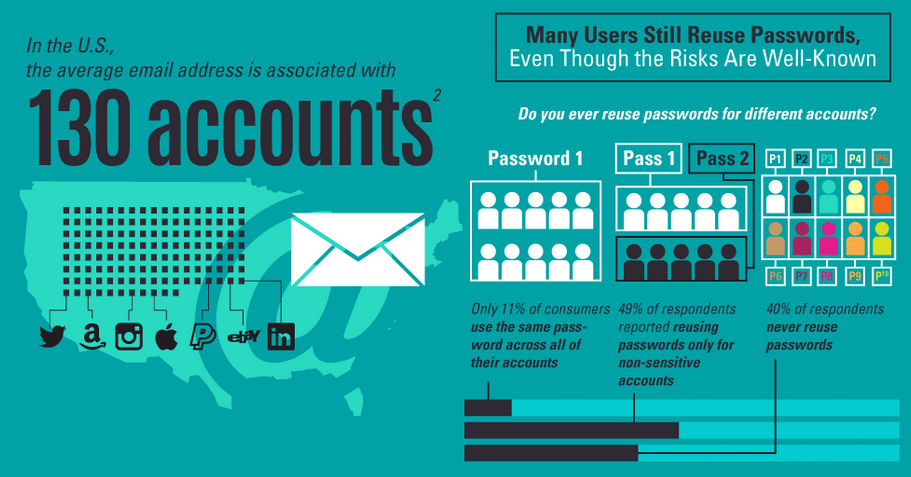 In the U.S.,
the average email address is associated with
130 accounts²
ebay
in
Many Users Still Reuse Passwords,
Even Though the Risks Are Well-Known
Do you ever reuse passwords for different accounts?
Password 1
Pass 1
Pass 2
P1 P2 P3 P4 P5
P6 P7 P8 P9 P¹⁰
Only 11% of consumers
use the same pass-
word across all of
their accounts
49% of respondents
reported reusing
passwords only for
non-sensitive
accounts
40% of respondents
never reuse
passwords